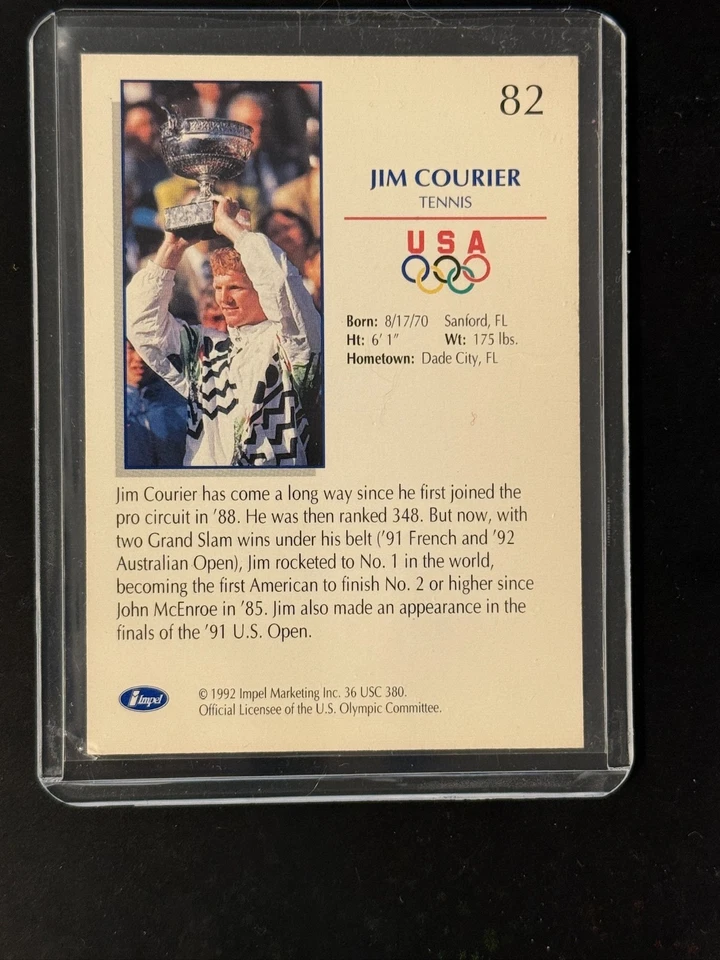 82
JIM COURIER
TENNIS
USA
Born: 8/17/70 Sanford, FL
Ht: 6' 1" Wt: 175 lbs.
Hometown: Dade City, FL
Jim Courier has come a long way since he first joined the
pro circuit in '88. He was then ranked 348. But now, with
two Grand Slam wins under his belt ('91 French and '92
Australian Open), Jim rocketed to No. 1 in the world,
becoming the first American to finish No. 2 or higher since
John McEnroe in '85. Jim also made an appearance in the
finals of the '91 U.S. Open.
Impel
© 1992 Impel Marketing Inc. 36 USC 380.
Official Licensee of the U.S. Olympic Committee.